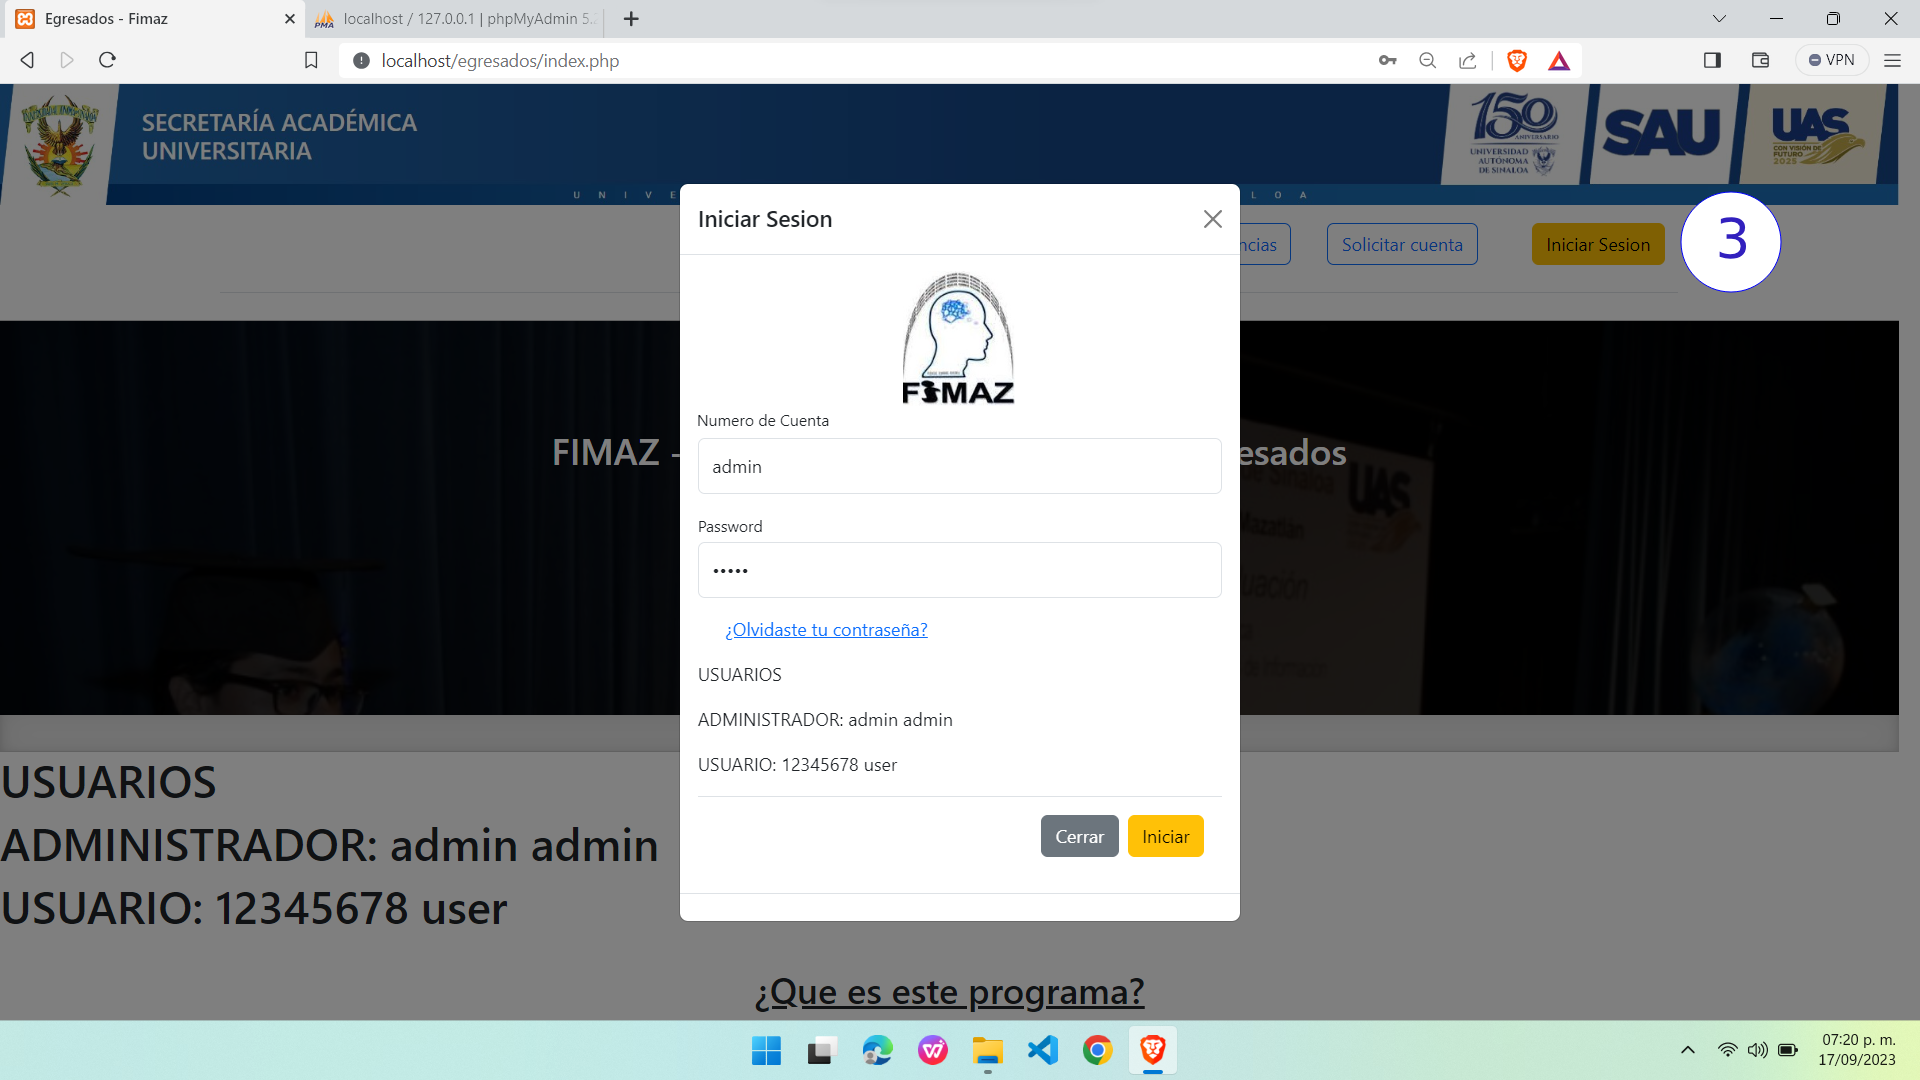 Egresados - Fimaz
localhost / 127.0.0.1 | phpMyAdmin 5.
localhost/egresados/index.php
VPN
SECRETARÍA ACADÉMICA
UNIVERSITARIA
150
ANIVERSARIO
UNIVERSIDAD
AUTÓNOMA
DE SINALOA
SAU
UAS
CON VISIÓN DE
FUTURO
2025
U N I V E
L O A
Iniciar Sesion
ncias
Solicitar cuenta
Iniciar Sesion
3
FIMAZ
Numero de Cuenta
admin
FIMAZ -
egresados
Password
•••••
UAS
¿Olvidaste tu contraseña?
USUARIOS
ADMINISTRADOR: admin admin
USUARIO: 12345678 user
Cerrar
Iniciar
USUARIOS
ADMINISTRADOR: admin admin
USUARIO: 12345678 user
¿Que es este programa?
07:20 p. m.
17/09/2023